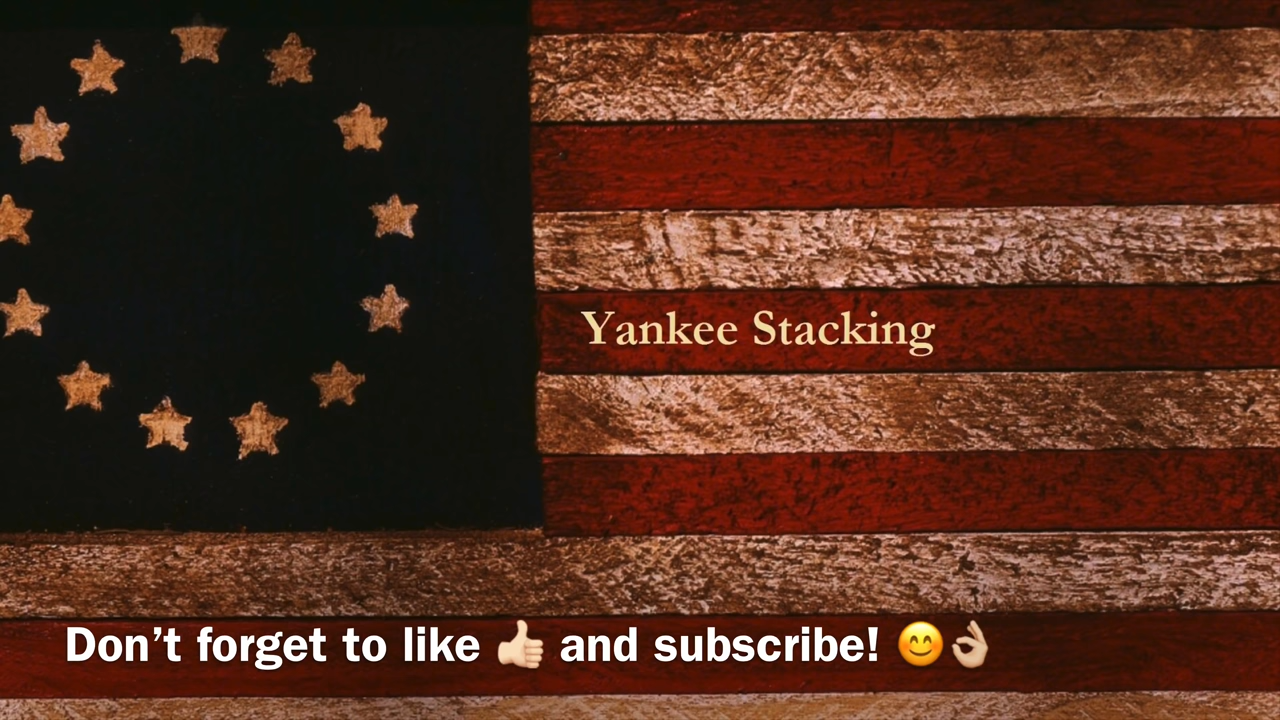 Yankee Stacking
Don’t forget to like 👍🏼 and subscribe! 😊👌🏼